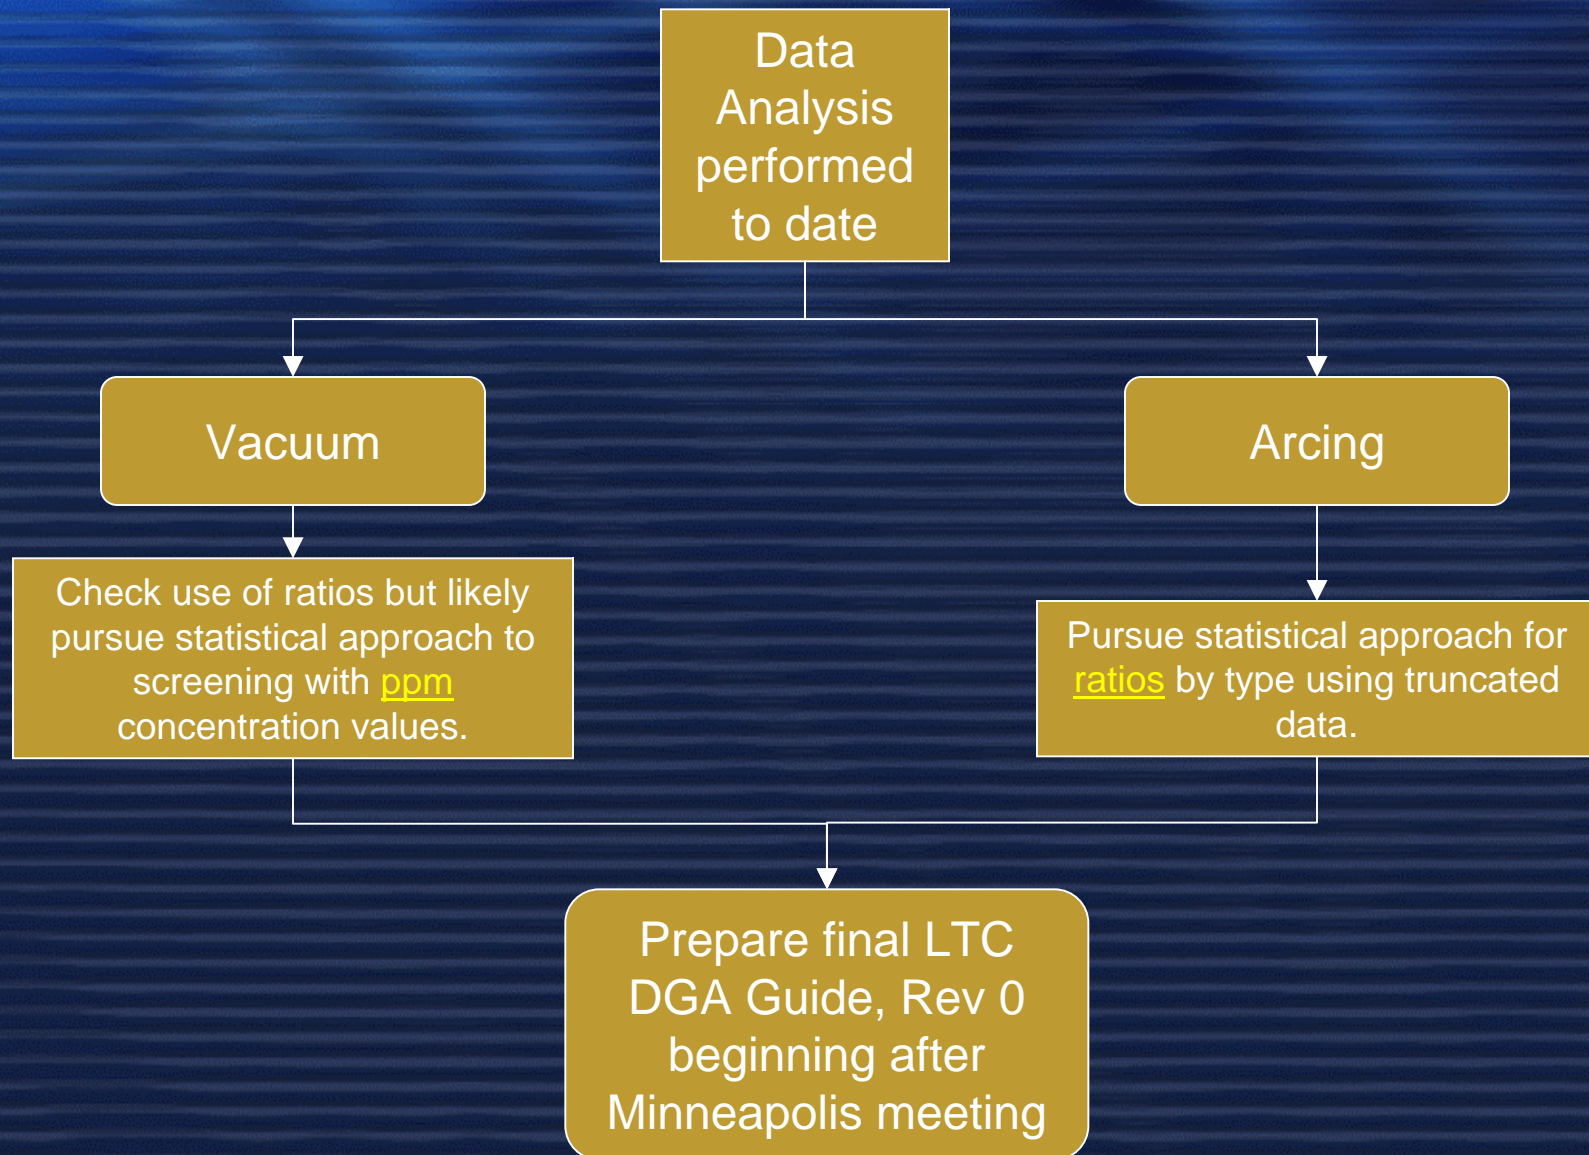 Data
Analysis
performed
to date
Vacuum
Arcing
Check use of ratios but likely
pursue statistical approach to
screening with ppm
concentration values.
Pursue statistical approach for
ratios by type using truncated
data.
Prepare final LTC
DGA Guide, Rev 0
beginning after
Minneapolis meeting